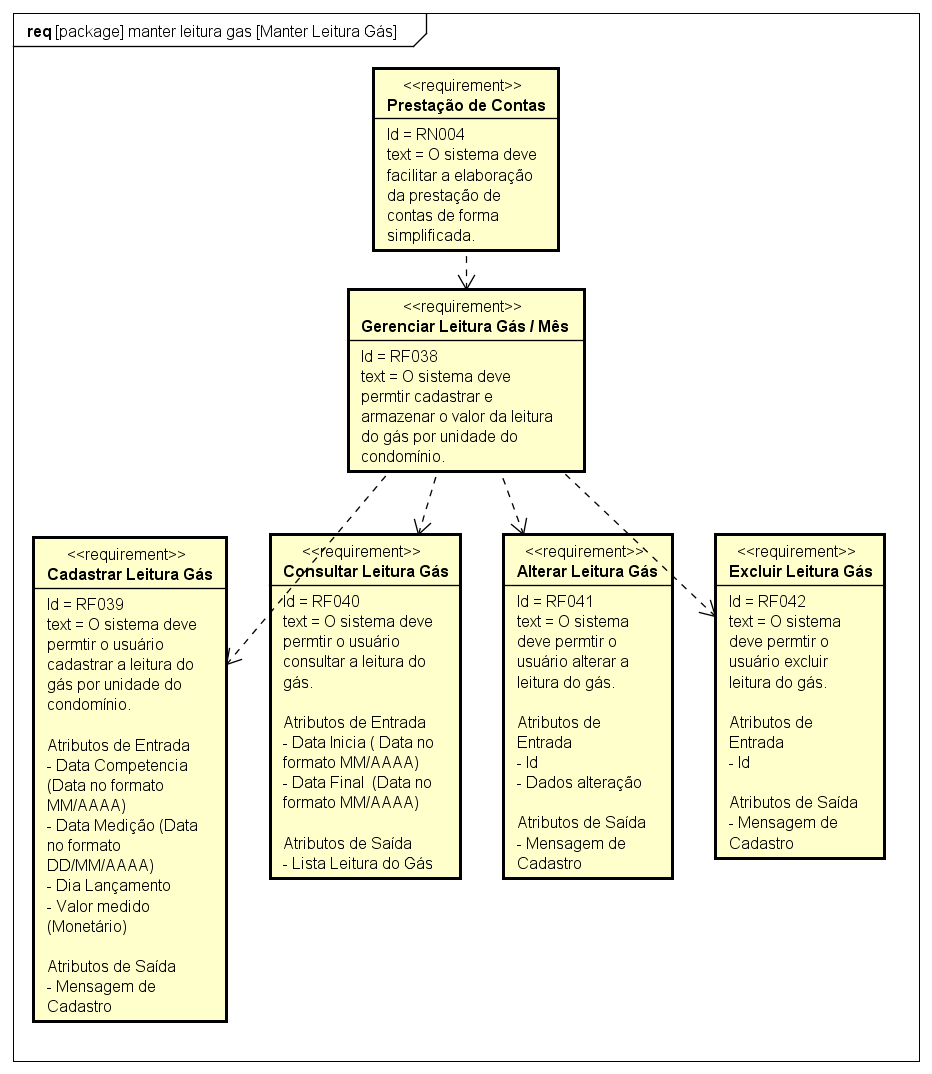 req [package] manter leitura gas [Manter Leitura Gás]
<<requirement>>
Prestação de Contas
Id = RN004
text = O sistema deve
facilitar a elaboração
da prestação de
contas de forma
simplificada.
<<requirement>>
Gerenciar Leitura Gás / Mês
Id = RF038
text = O sistema deve
permtir cadastrar e
armazenar o valor da leitura
do gás por unidade do
condomínio.
<<requirement>>
Cadastrar Leitura Gás
Id = RF039
text = O sistema deve
permtir o usuário
cadastrar a leitura do
gás por unidade do
condomínio.
Atributos de Entrada
- Data Competencia
(Data no formato
MM/AAAA)
- Data Medição (Data
no formato
DD/MM/AAAA)
- Dia Lançamento
- Valor medido
(Monetário)
Atributos de Saída
- Mensagem de
Cadastro
<<requirement>>
Consultar Leitura Gás
Id = RF040
text = O sistema deve
permtir o usuário
consultar a leitura do
gás.
Atributos de Entrada
- Data Inicia ( Data no
formato MM/AAAA)
- Data Final  (Data no
formato MM/AAAA)
Atributos de Saída
- Lista Leitura do Gás
<<requirement>>
Alterar Leitura Gás
Id = RF041
text = O sistema
deve permtir o
usuário alterar a
leitura do gás.
Atributos de
Entrada
- Id
- Dados alteração
Atributos de Saída
- Mensagem de
Cadastro
<<requirement>>
Excluir Leitura Gás
Id = RF042
text = O sistema
deve permtir o
usuário excluir
leitura do gás.
Atributos de
Entrada
- Id
Atributos de Saída
- Mensagem de
Cadastro